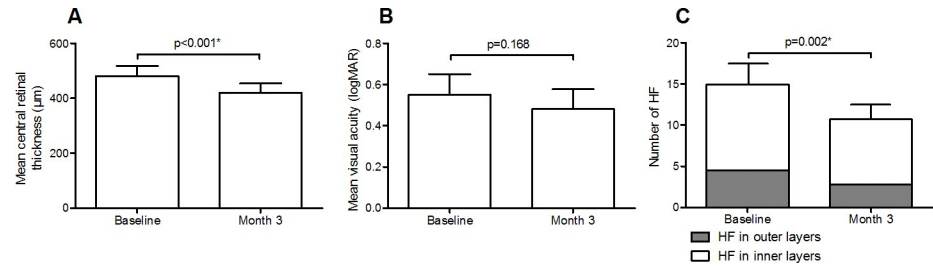 A
Mean central retinal
thickness (µm)
600
400
200
0
p<0.001*
Baseline
Month 3
B
Mean visual acuity (logMAR)
0.8
0.6
0.4
0.2
0.0
p=0.168
Baseline
Month 3
C
Number of HF
20
15
10
5
0
p=0.002*
Baseline
Month 3
HF in outer layers
HF in inner layers